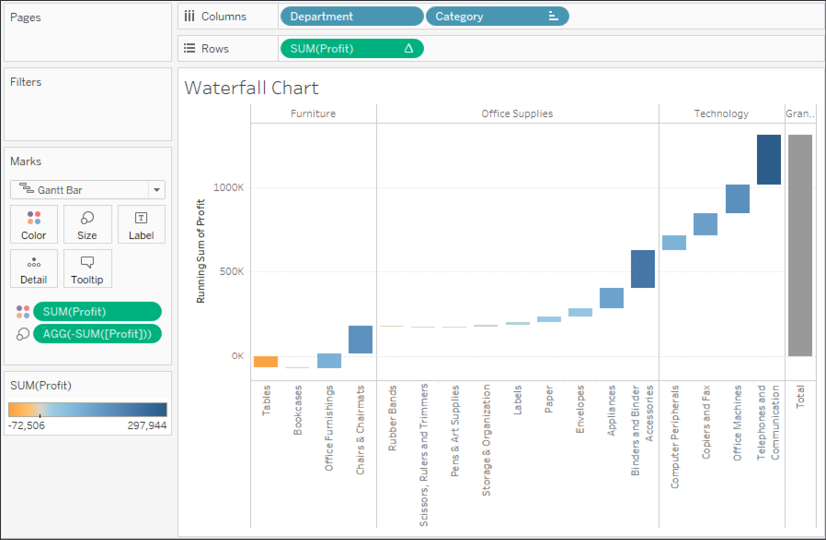 Pages
Columns
Department
Category
Rows
SUM(Profit)
Filters
Marks
Gantt Bar
Color
Size
Label
Detail
Tooltip
SUM(Profit)
AGG(-SUM([Profit]))
SUM(Profit)
-72,506
297,944
Waterfall Chart
Furniture
Office Supplies
Technology
Gran..
Running Sum of Profit
1000K
500K
0K
Tables
Bookcases
Office Furnishings
Chairs & Chairmats
Rubber Bands
Scissors, Rulers and Trimmers
Pens & Art Supplies
Storage & Organization
Labels
Paper
Envelopes
Appliances
Binders and Binder
Accessories
Computer Peripherals
Copiers and Fax
Office Machines
Telephones and
Communication
Total